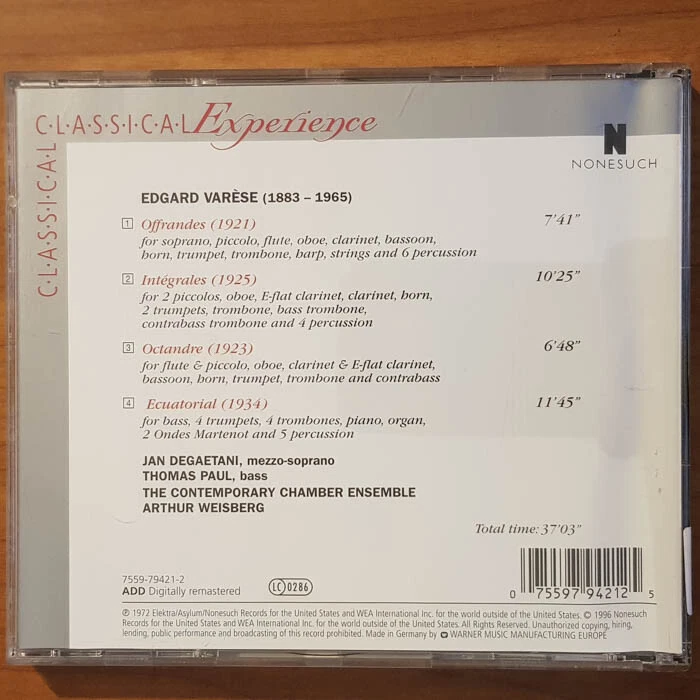 C·L·A·S·S·I·C·A·L Experience
C·L·A·S·S·I·C·A·L
N
NONESUCH
EDGARD VARÈSE (1883 – 1965)
1 Offrandes (1921) 7'41"
for soprano, piccolo, flute, oboe, clarinet, bassoon,
horn, trumpet, trombone, harp, strings and 6 percussion
2 Intégrales (1925) 10'25"
for 2 piccolos, oboe, E-flat clarinet, clarinet, horn,
2 trumpets, trombone, bass trombone,
contrabass trombone and 4 percussion
3 Octandre (1923) 6'48"
for flute & piccolo, oboe, clarinet & E-flat clarinet,
bassoon, horn, trumpet, trombone and contrabass
4 Ecuatorial (1934) 11'45"
for bass, 4 trumpets, 4 trombones, piano, organ,
2 Ondes Martenot and 5 percussion
JAN DEGAETANI, mezzo-soprano
THOMAS PAUL, bass
THE CONTEMPORARY CHAMBER ENSEMBLE
ARTHUR WEISBERG
Total time: 37'03"
7559-79421-2
ADD Digitally remastered
LC 0286
0 75597 94212 5
℗ 1972 Elektra/Asylum/Nonesuch Records for the United States and WEA International Inc. for the world outside of the United States. © 1996 Nonesuch
Records for the United States and WEA International Inc. for the world outside of the United States. All Rights Reserved. Unauthorized copying, hiring,
lending, public performance and broadcasting of this record prohibited. Made in Germany by WARNER MUSIC MANUFACTURING EUROPE